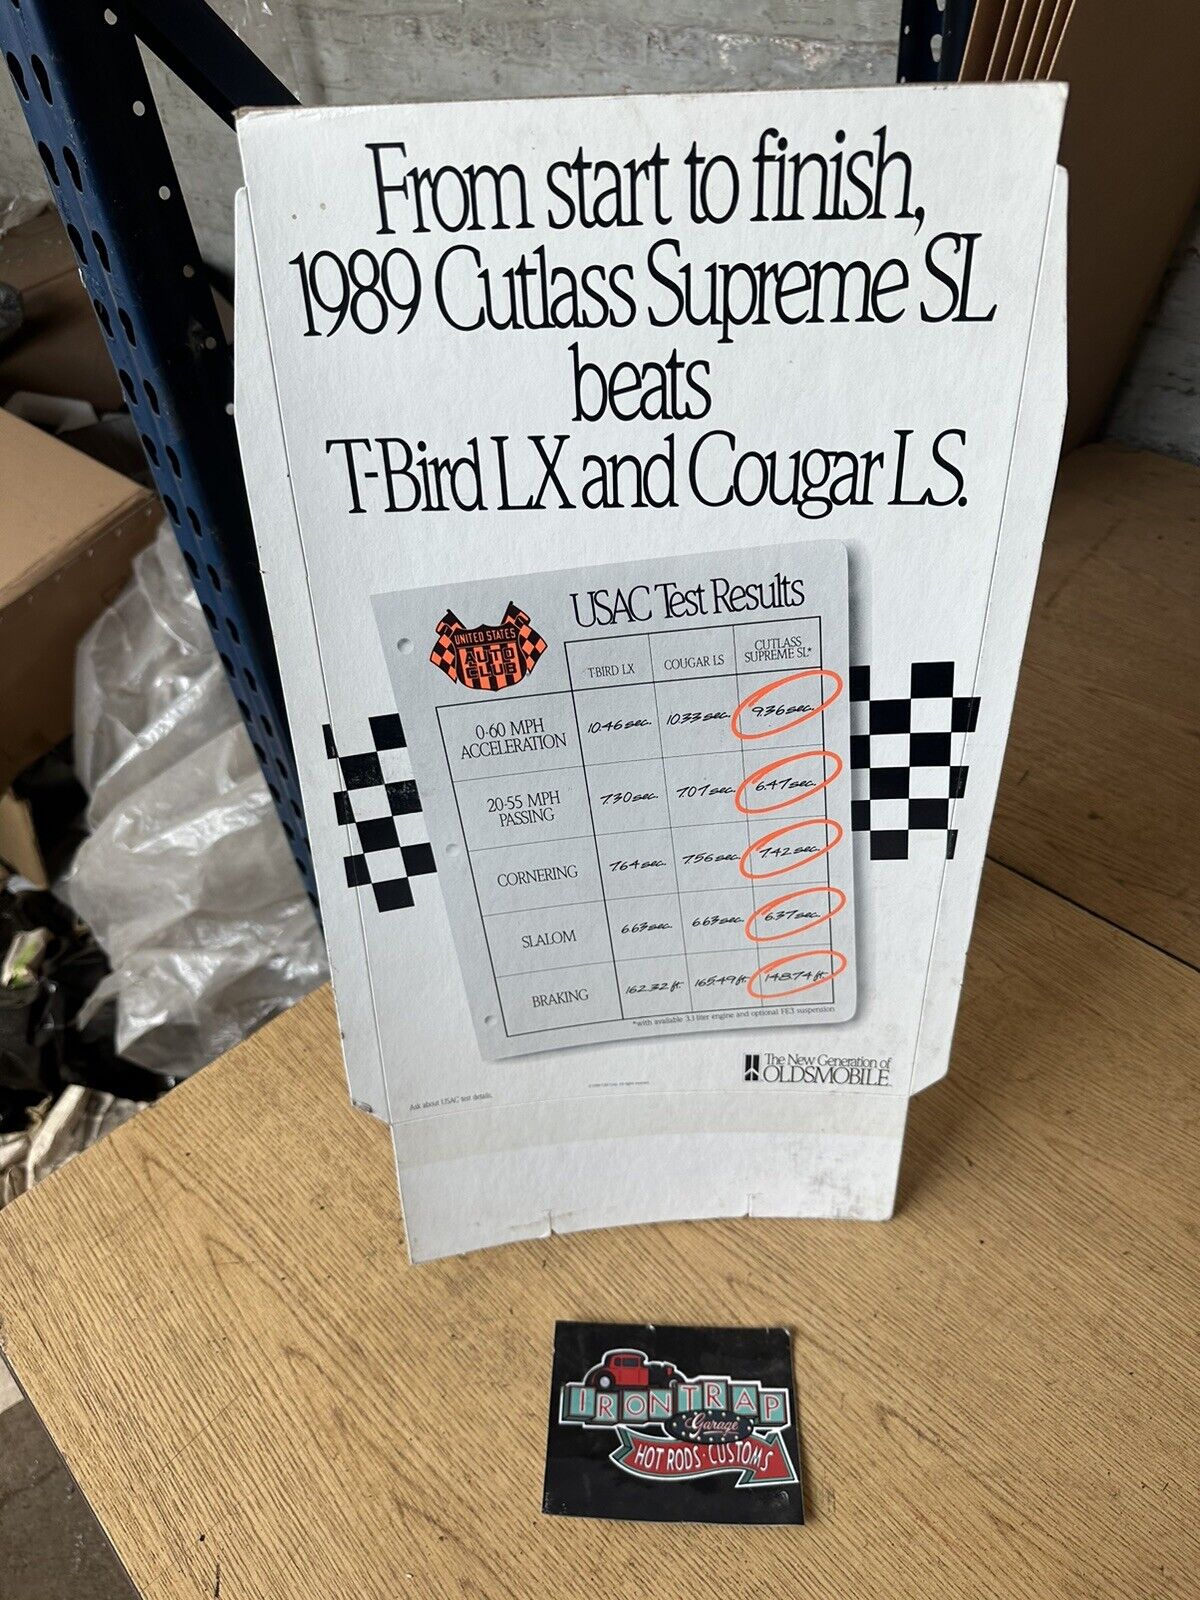 From start to finish,
1989 Cutlass Supreme SL
beats
T-Bird LX and Cougar LS.
UNITED STATES
AUTO
CLUB
USAC Test Results
T-BIRD LX COUGAR LS CUTLASS
SUPREME SL*
0-60 MPH
ACCELERATION
10.46 sec. 10.33 sec. 9.36 sec.
20-55 MPH
PASSING
7.30 sec. 7.07 sec. 6.47 sec.
CORNERING 7.64 sec. 7.56 sec. 7.42 sec.
SLALOM 6.63 sec. 6.63 sec. 6.37 sec.
BRAKING 162.32 ft. 165.49 ft. 148.74 ft.
*with available 3.1 liter engine and optional FE3 suspension
The New Generation of
OLDSMOBILE
Ask about USAC test details.
IRONTRAP
Garage
HOT RODS · CUSTOMS